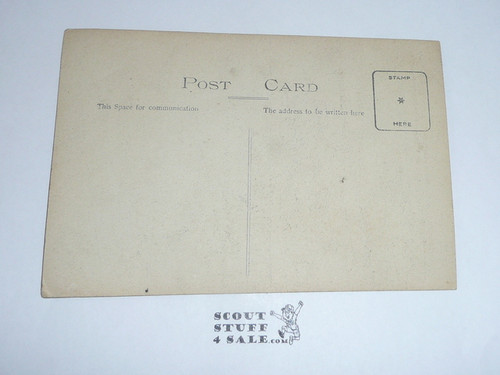 POST CARD
This Space for communication
The address to be written here
STAMP
HERE
SCOUT
STUFF
4 SALE.COM